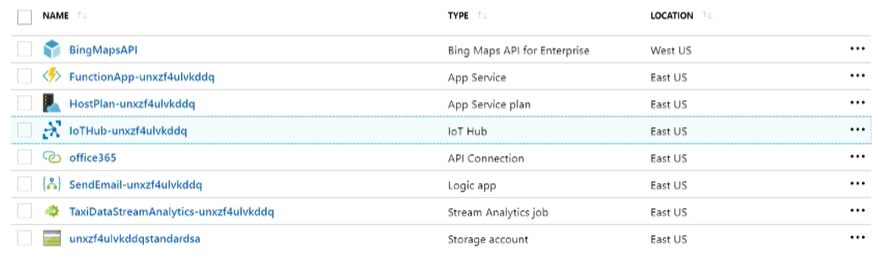 NAME TYPE LOCATION
BingMapsAPI Bing Maps API for Enterprise West US
FunctionApp-unxzf4ulvkddq App Service East US
HostPlan-unxzf4ulvkddq App Service plan East US
IoTHub-unxzf4ulvkddq IoT Hub East US
office365 API Connection East US
SendEmail-unxzf4ulvkddq Logic app East US
TaxiDataStreamAnalytics-unxzf4ulvkddq Stream Analytics job East US
unxzf4ulvkddqstandardsa Storage account East US